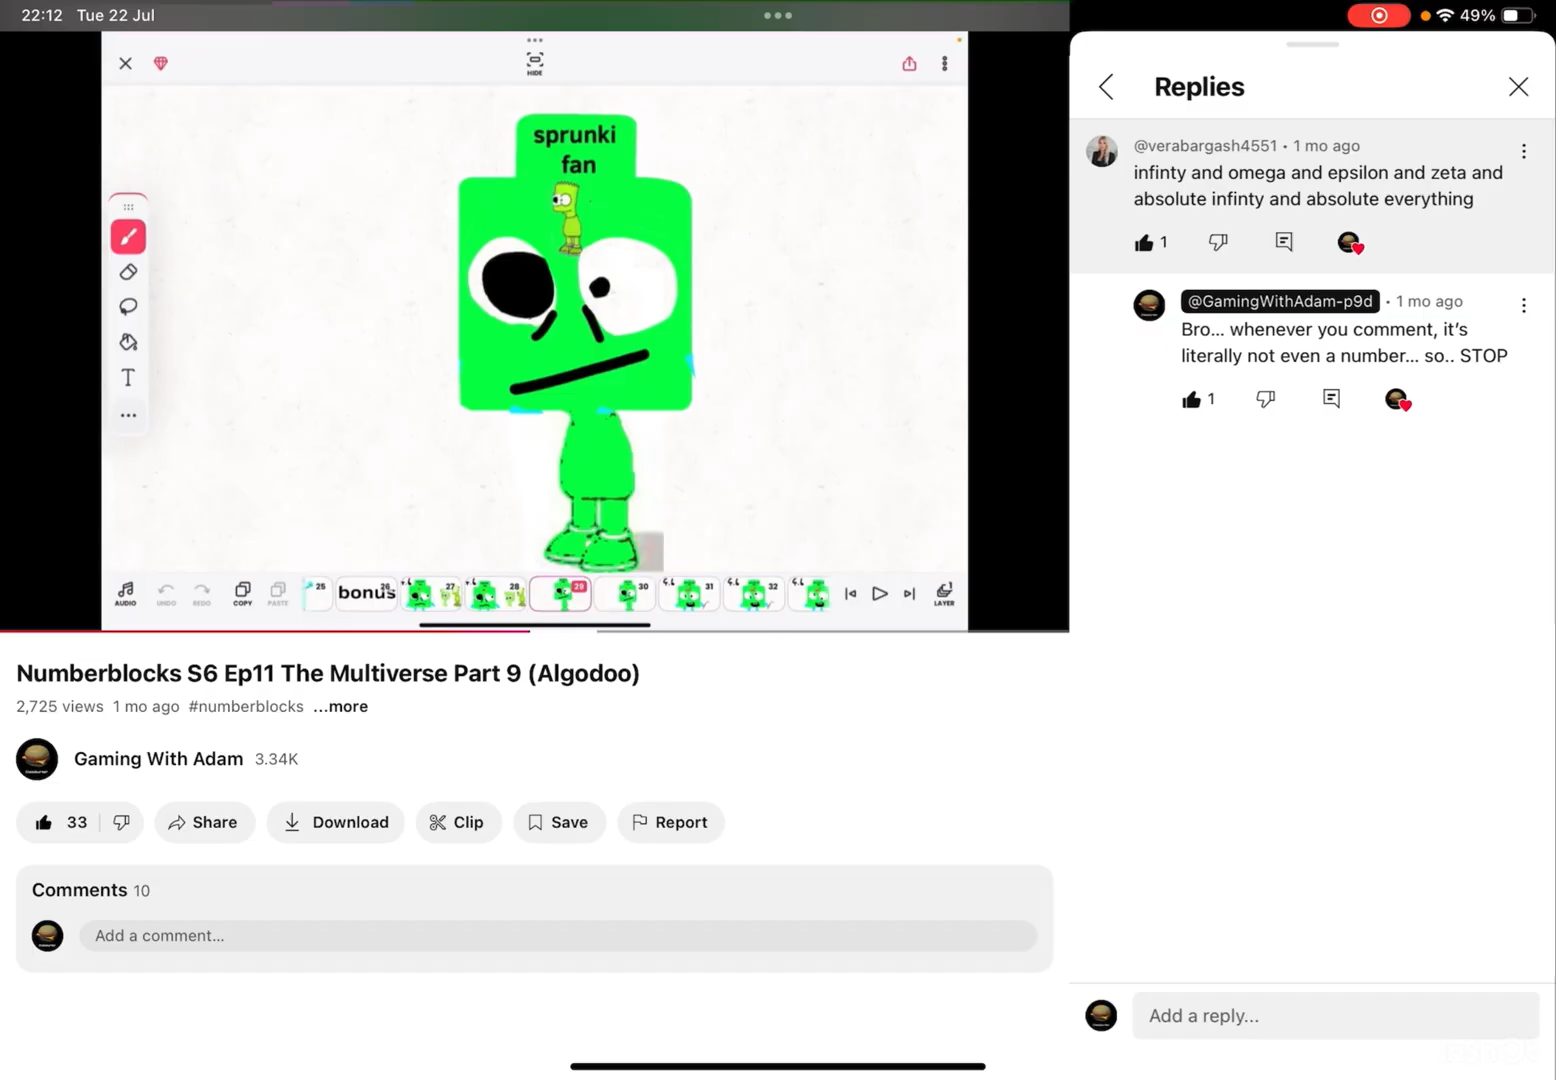 22:12 Tue 22 Jul
49%
HIDE
sprunki
fan
AUDIO
UNDO
REDO
COPY
PASTE
25
bonus 26
27
28
29
30
31
32
LAYER
Numberblocks S6 Ep11 The Multiverse Part 9 (Algodoo)
2,725 views 1 mo ago #numberblocks ...more
Gaming With Adam 3.34K
33
Share
Download
Clip
Save
Report
Comments 10
Add a comment...
Replies
@verabargash4551 • 1 mo ago
infinty and omega and epsilon and zeta and
absolute infinty and absolute everything
1
@GamingWithAdam-p9d • 1 mo ago
Bro... whenever you comment, it’s
literally not even a number... so.. STOP
1
Add a reply...